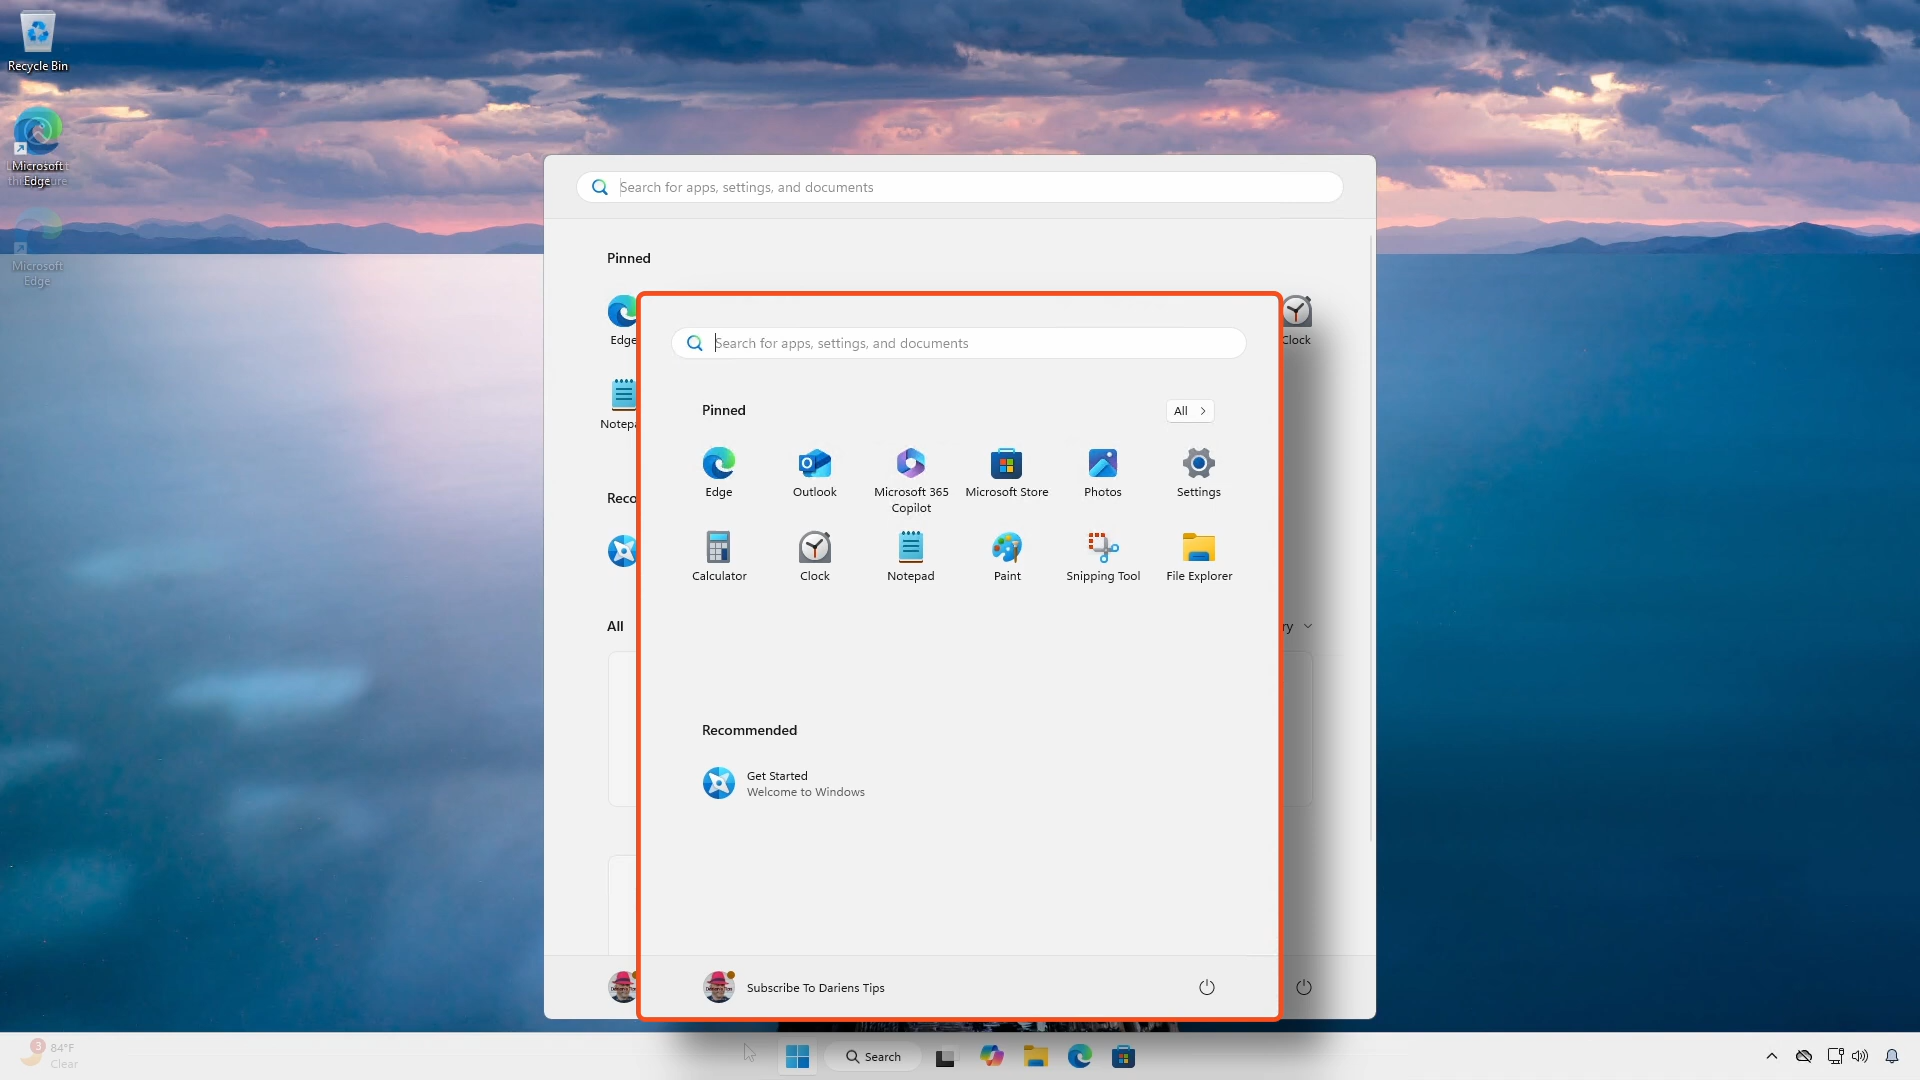 Recycle Bin
Microsoft
Edge
Microsoft
Edge
Search for apps, settings, and documents
Pinned
Edge
Clock
Search for apps, settings, and documents
Pinned
All
Edge
Outlook
Microsoft 365
Copilot
Microsoft Store
Photos
Settings
Calculator
Clock
Notepad
Paint
Snipping Tool
File Explorer
All
Recommended
Get Started
Welcome to Windows
Subscribe To Dariens Tips
3
84°F
Clear
Search